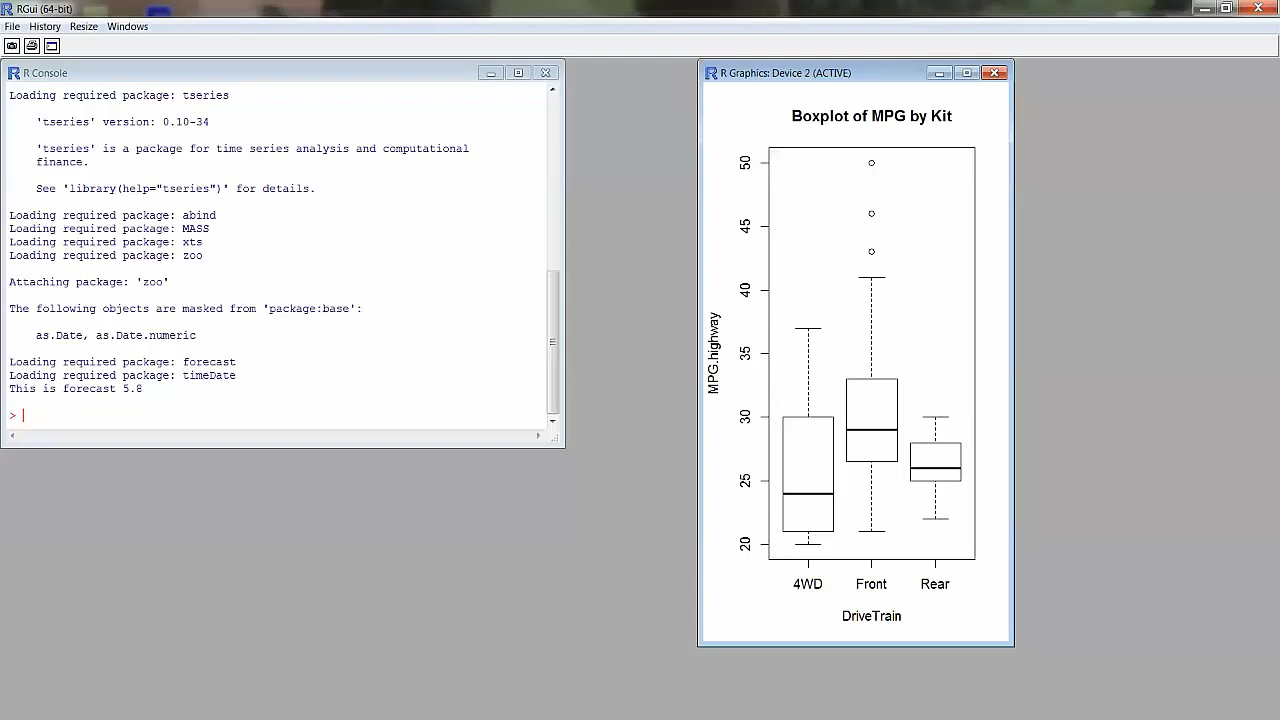 RGui (64-bit)
File History Resize Windows
R Console
Loading required package: tseries
'tseries' version: 0.10-34
'tseries' is a package for time series analysis and computational
finance.
See 'library(help="tseries")' for details.
Loading required package: abind
Loading required package: MASS
Loading required package: xts
Loading required package: zoo
Attaching package: 'zoo'
The following objects are masked from 'package:base':
as.Date, as.Date.numeric
Loading required package: forecast
Loading required package: timeDate
This is forecast 5.8
>
R Graphics: Device 2 (ACTIVE)
Boxplot of MPG by Kit
50
45
40
35
30
25
20
MPG.highway
4WD Front Rear
DriveTrain